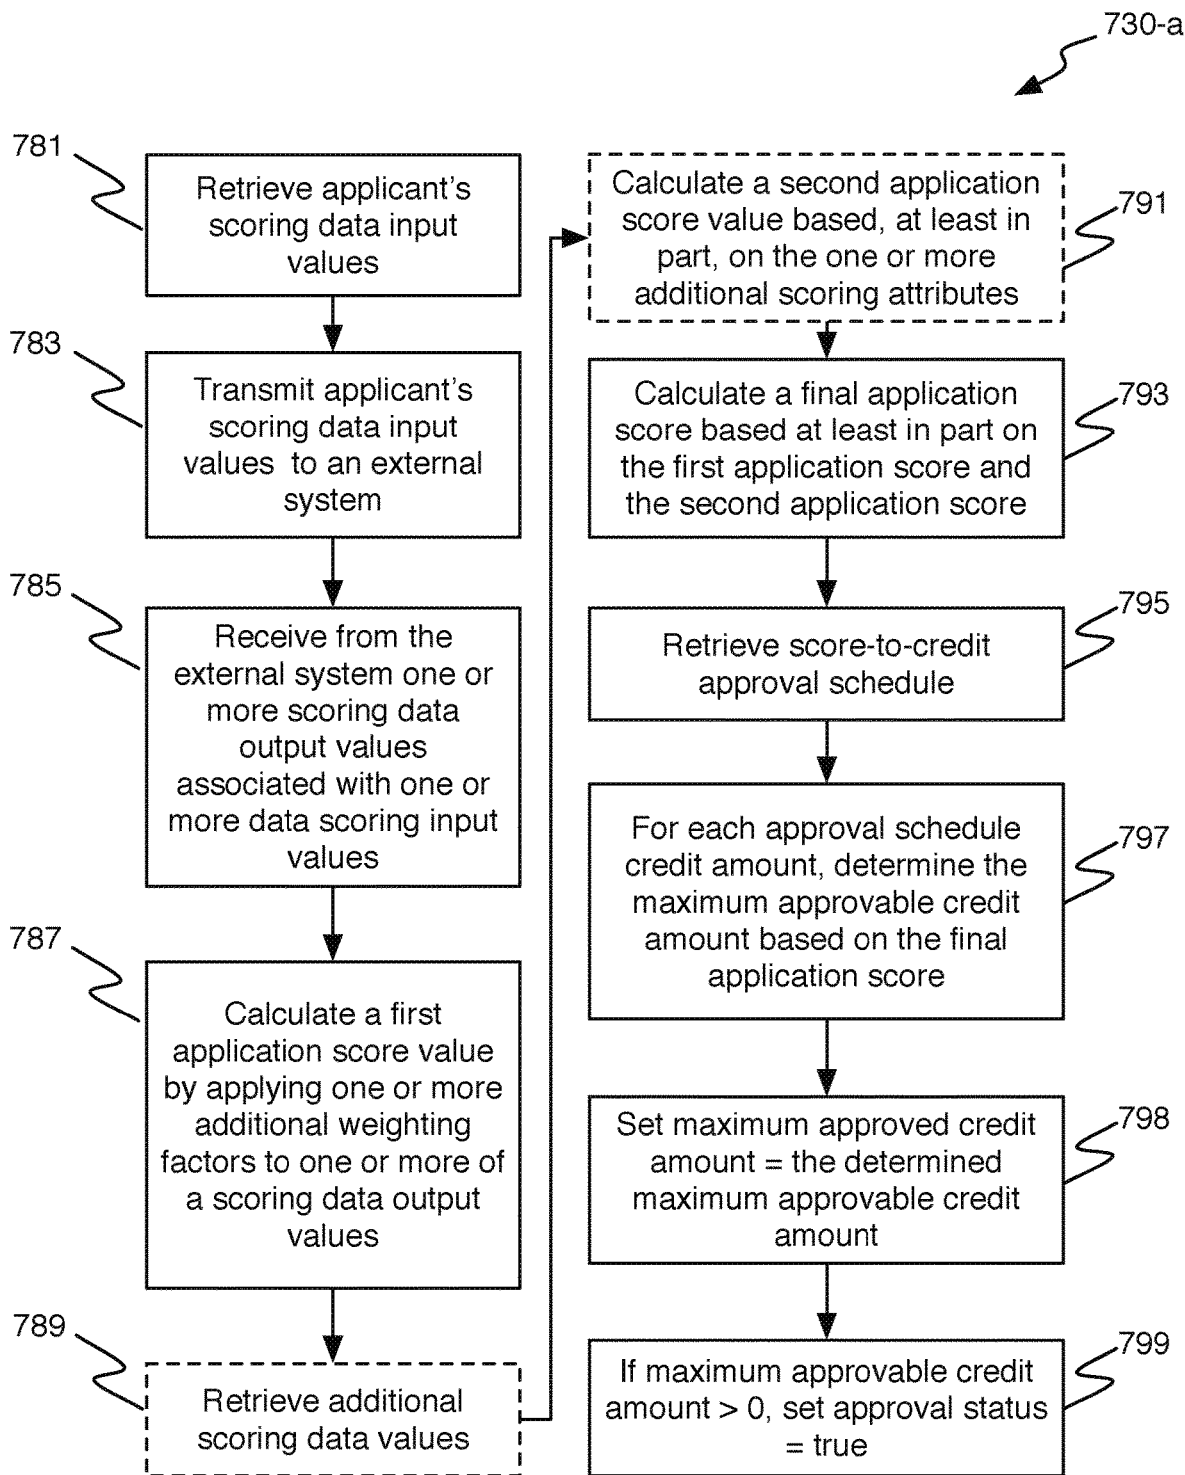 730-a
781
Retrieve applicant's
scoring data input
values
783
Transmit applicant's
scoring data input
values to an external
system
785
Receive from the
external system one or
more scoring data
output values
associated with one or
more data scoring input
values
787
Calculate a first
application score value
by applying one or more
additional weighting
factors to one or more of
a scoring data output
values
789
Retrieve additional
scoring data values
Calculate a second application
score value based, at least in
part, on the one or more
additional scoring attributes
791
Calculate a final application
score based at least in part on
the first application score and
the second application score
793
Retrieve score-to-credit
approval schedule
795
For each approval schedule
credit amount, determine the
maximum approvable credit
amount based on the final
application score
797
Set maximum approved credit
amount = the determined
maximum approvable credit
amount
798
If maximum approvable credit
amount > 0, set approval status
= true
799